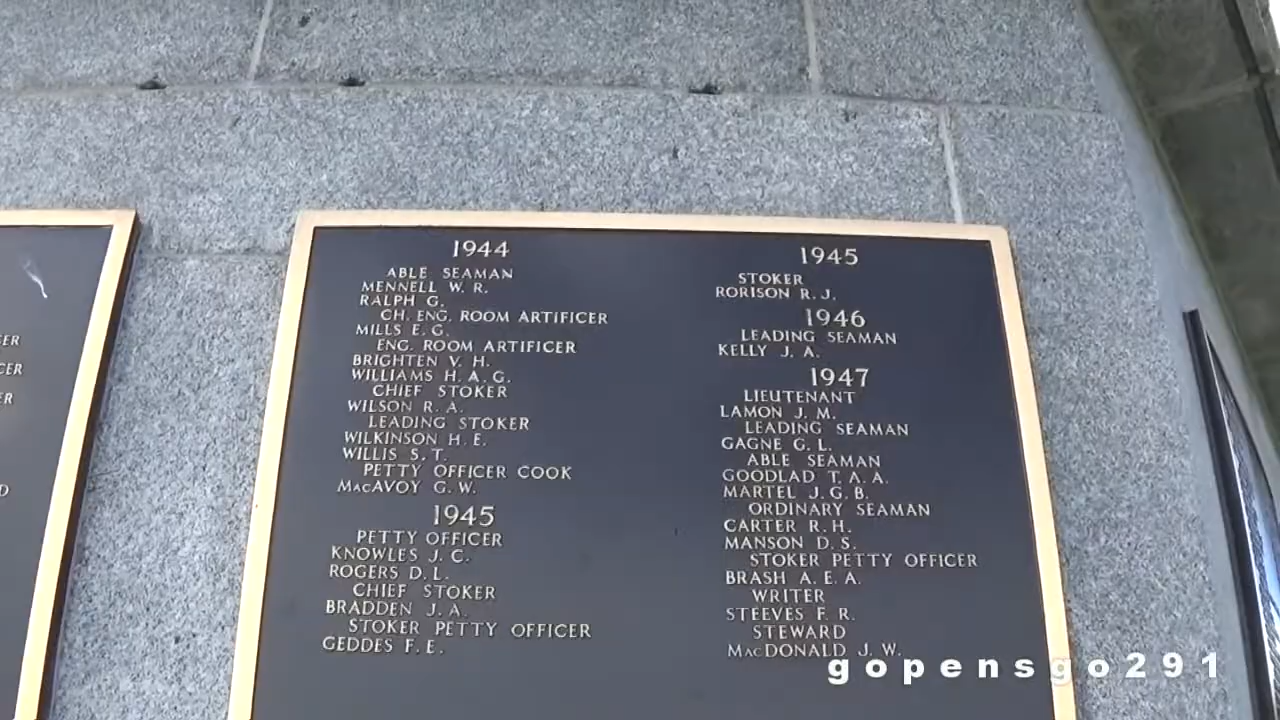 ER
CER
ER
D
1944
ABLE SEAMAN
MENNELL W. R.
RALPH G.
CH. ENG. ROOM ARTIFICER
MILLS E. G.
ENG. ROOM ARTIFICER
BRIGHTEN V. H.
WILLIAMS H. A. G.
CHIEF STOKER
WILSON R. A.
LEADING STOKER
WILKINSON H. E.
WILLIS S. T.
PETTY OFFICER COOK
MacAVOY G. W.
1945
PETTY OFFICER
KNOWLES J. C.
ROGERS D. L.
CHIEF STOKER
BRADDEN J. A.
STOKER PETTY OFFICER
GEDDES F. E.
1945
STOKER
RORISON R. J.
1946
LEADING SEAMAN
KELLY J. A.
1947
LIEUTENANT
LAMON J. M.
LEADING SEAMAN
GAGNE G. L.
ABLE SEAMAN
GOODLAD T. A. A.
MARTEL J. G. B.
ORDINARY SEAMAN
CARTER R. H.
MANSON D. S.
STOKER PETTY OFFICER
BRASH A. E. A.
WRITER
STEEVES F. R.
STEWARD
MacDONALD J. W.
gopensgo291